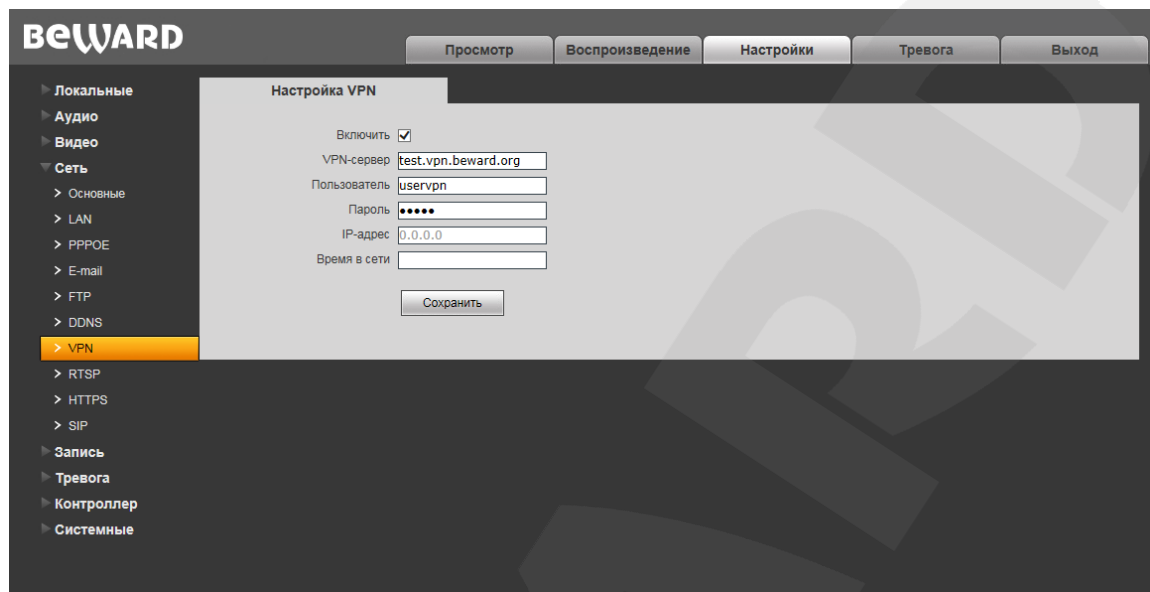 BEWARD
Просмотр Воспроизведение Настройки Тревога Выход
Локальные
Аудио
Видео
Сеть
> Основные
> LAN
> PPPOE
> E-mail
> FTP
> DDNS
> VPN
> RTSP
> HTTPS
> SIP
Запись
Тревога
Контроллер
Системные
Настройка VPN
Включить
VPN-сервер test.vpn.beward.org
Пользователь uservpn
Пароль •••••
IP-адрес 0.0.0.0
Время в сети
Сохранить